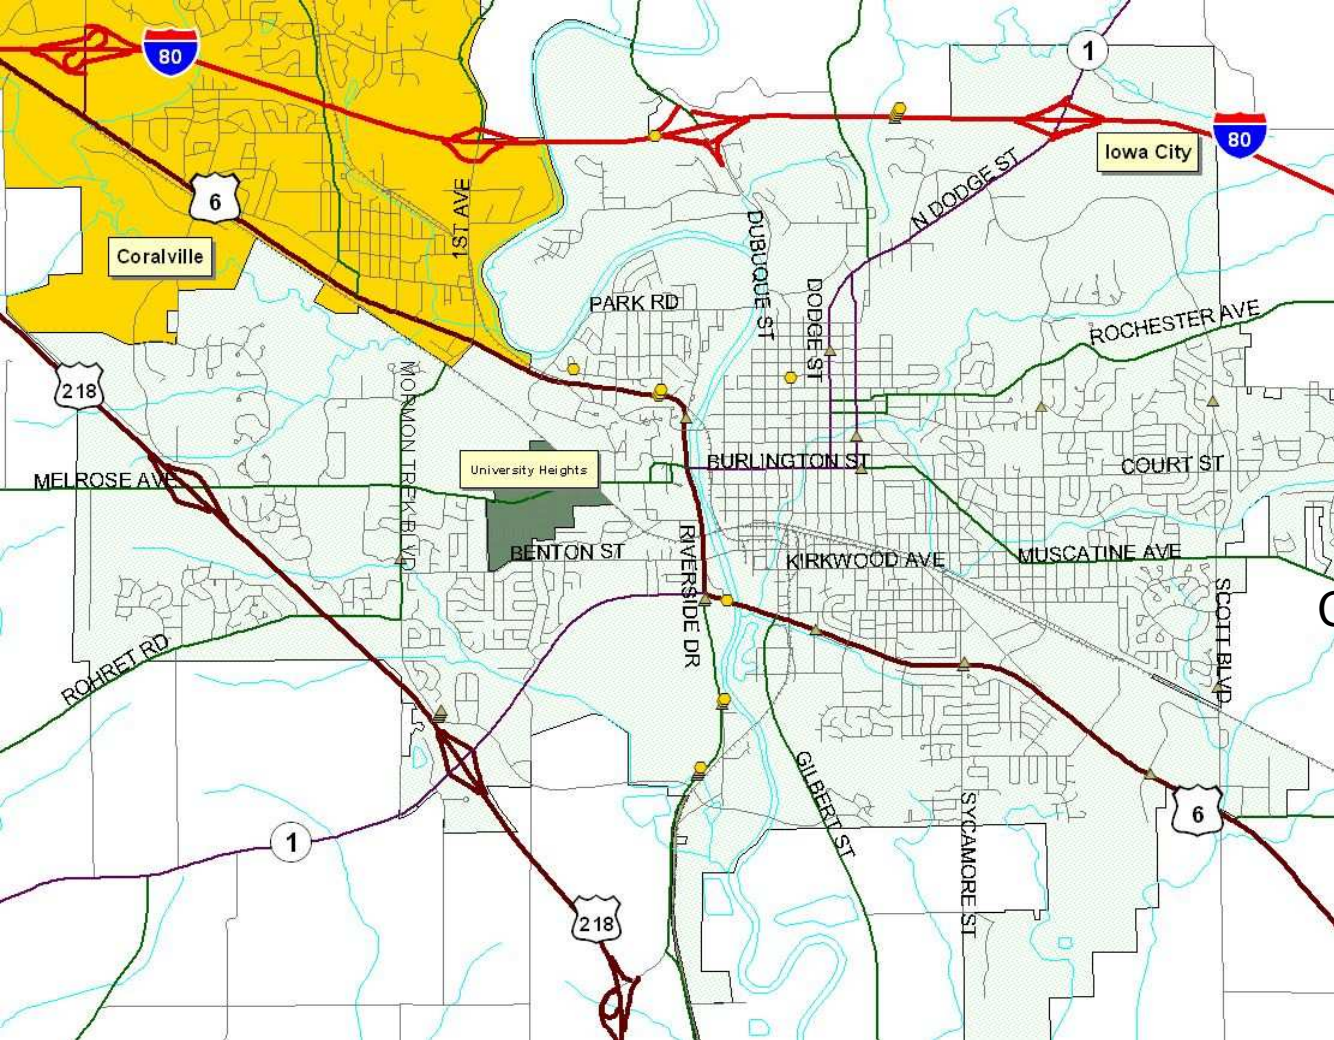 1
80
Iowa City
80
6
1ST AVE
N DODGE ST
Coralville
DUBUQUE ST
DODGE ST
PARK RD
ROCHESTER AVE
218
MORMON TREK BLVD
MELROSE AVE
University Heights
BURLINGTON ST
COURT ST
BENTON ST
RIVERSIDE DR
KIRKWOOD AVE
MUSCATINE AVE
SCOTT BLVD
ROHRET RD
GILBERT ST
SYCAMORE ST
6
1
218